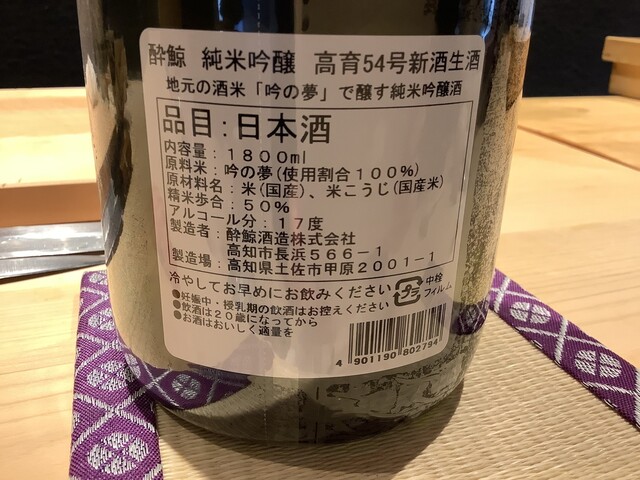 酔鯨 純米吟醸 高育54号新酒生酒
地元の酒米「吟の夢」で醸す純米吟醸酒
品目:日本酒
内容容量:1800ml
原料米:吟の夢(使用割合100%)
原材料名:米(国産)、米こうじ(国産米)
精米歩合:50%
アルコール分:17度
製造者:酔鯨酒造株式会社
高知市長浜566-1
製造場:高知県土佐市甲原2001-1
冷やしてお早めにお飲みください
プラ
中栓
フィルム
●妊娠中・授乳期の飲酒はお控えください
●飲酒は20歳になってから
●お酒はおいしく適量を
4 901190 802794